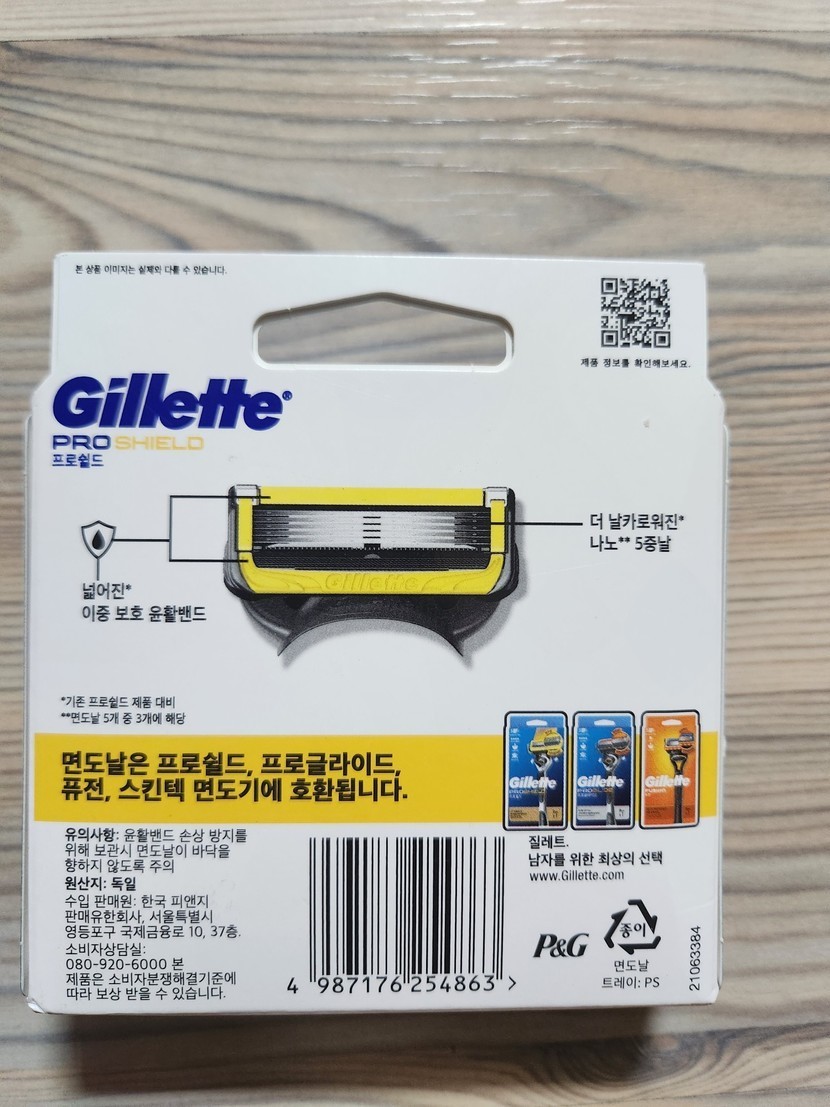 본 상품 이미지는 실제와 다를 수 있습니다.
제품 정보를 확인해보세요.
Gillette®
PRO SHIELD
프로쉴드
더 날카로워진*
나노** 5중날
넓어진*
이중 보호 윤활밴드
Gillette
*기존 프로쉴드 제품 대비
**면도날 5개 중 3개에 해당
면도날은 프로쉴드, 프로글라이드,
퓨전, 스킨텍 면도기에 호환됩니다.
Gillette
Gillette
Gillette
유의사항: 윤활밴드 손상 방지를
위해 보관시 면도날이 바닥을
향하지 않도록 주의
원산지: 독일
수입 판매원: 한국 피앤지
판매유한회사, 서울특별시
영등포구 국제금융로 10, 37층.
소비자상담실:
080-920-6000 본
제품은 소비자분쟁해결기준에
따라 보상 받을 수 있습니다.
4 987176 254863 >
질레트.
남자를 위한 최상의 선택
www.Gillette.com
P&G
종이
면도날
트레이: PS
21063384